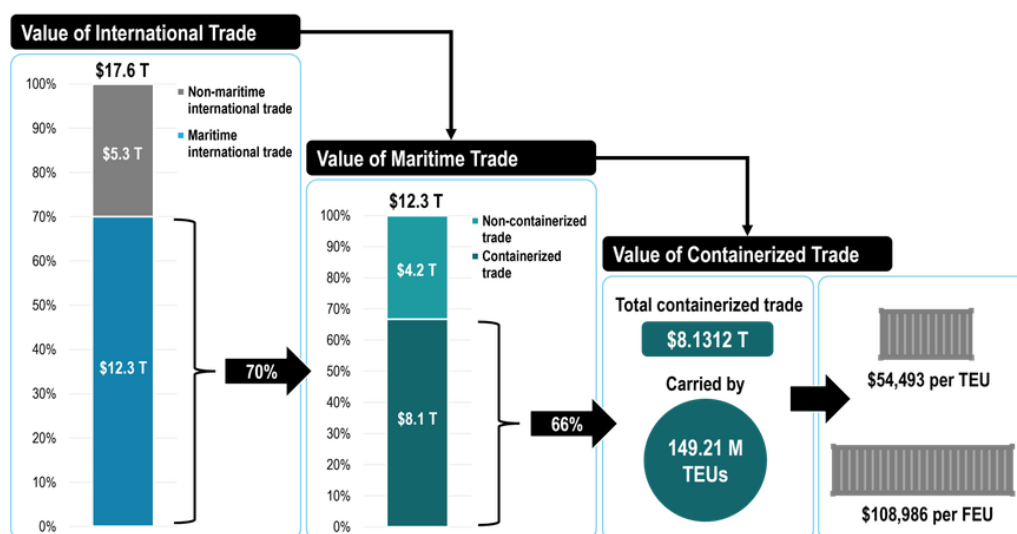 Value of International Trade
$17.6 T
100%
90%
80%
70%
60%
50%
40%
30%
20%
10%
0%
$5.3 T
$12.3 T
Non-maritime
international trade
Maritime
international trade
70%
Value of Maritime Trade
$12.3 T
100%
90%
80%
70%
60%
50%
40%
30%
20%
10%
0%
$4.2 T
$8.1 T
Non-containerized
trade
Containerized
trade
66%
Value of Containerized Trade
Total containerized trade
$8.1312 T
Carried by
149.21 M
TEUs
$54,493 per TEU
$108,986 per FEU